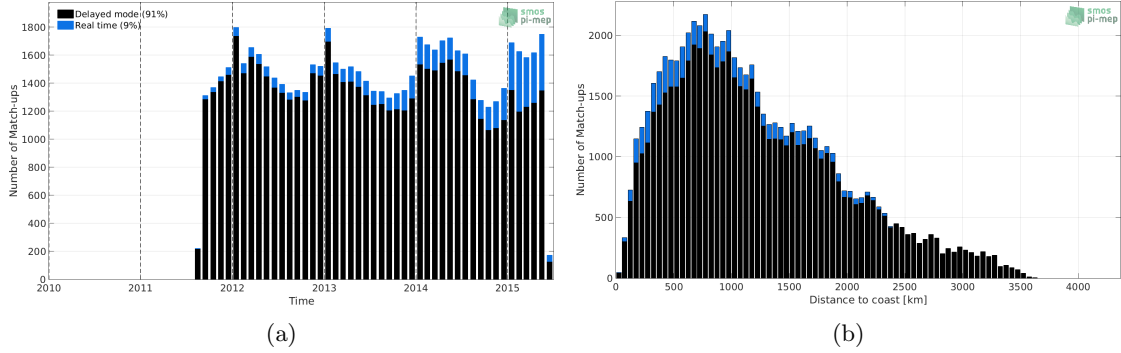 smos
pi-mep
Delayed mode (91%)
Real time (9%)
Number of Match-ups
1800
1600
1400
1200
1000
800
600
400
200
0
2010
2011
2012
2013
2014
2015
Time
(a)
smos
pi-mep
Number of Match-ups
2000
1500
1000
500
0
0
500
1000
1500
2000
2500
3000
3500
4000
Distance to coast [km]
(b)